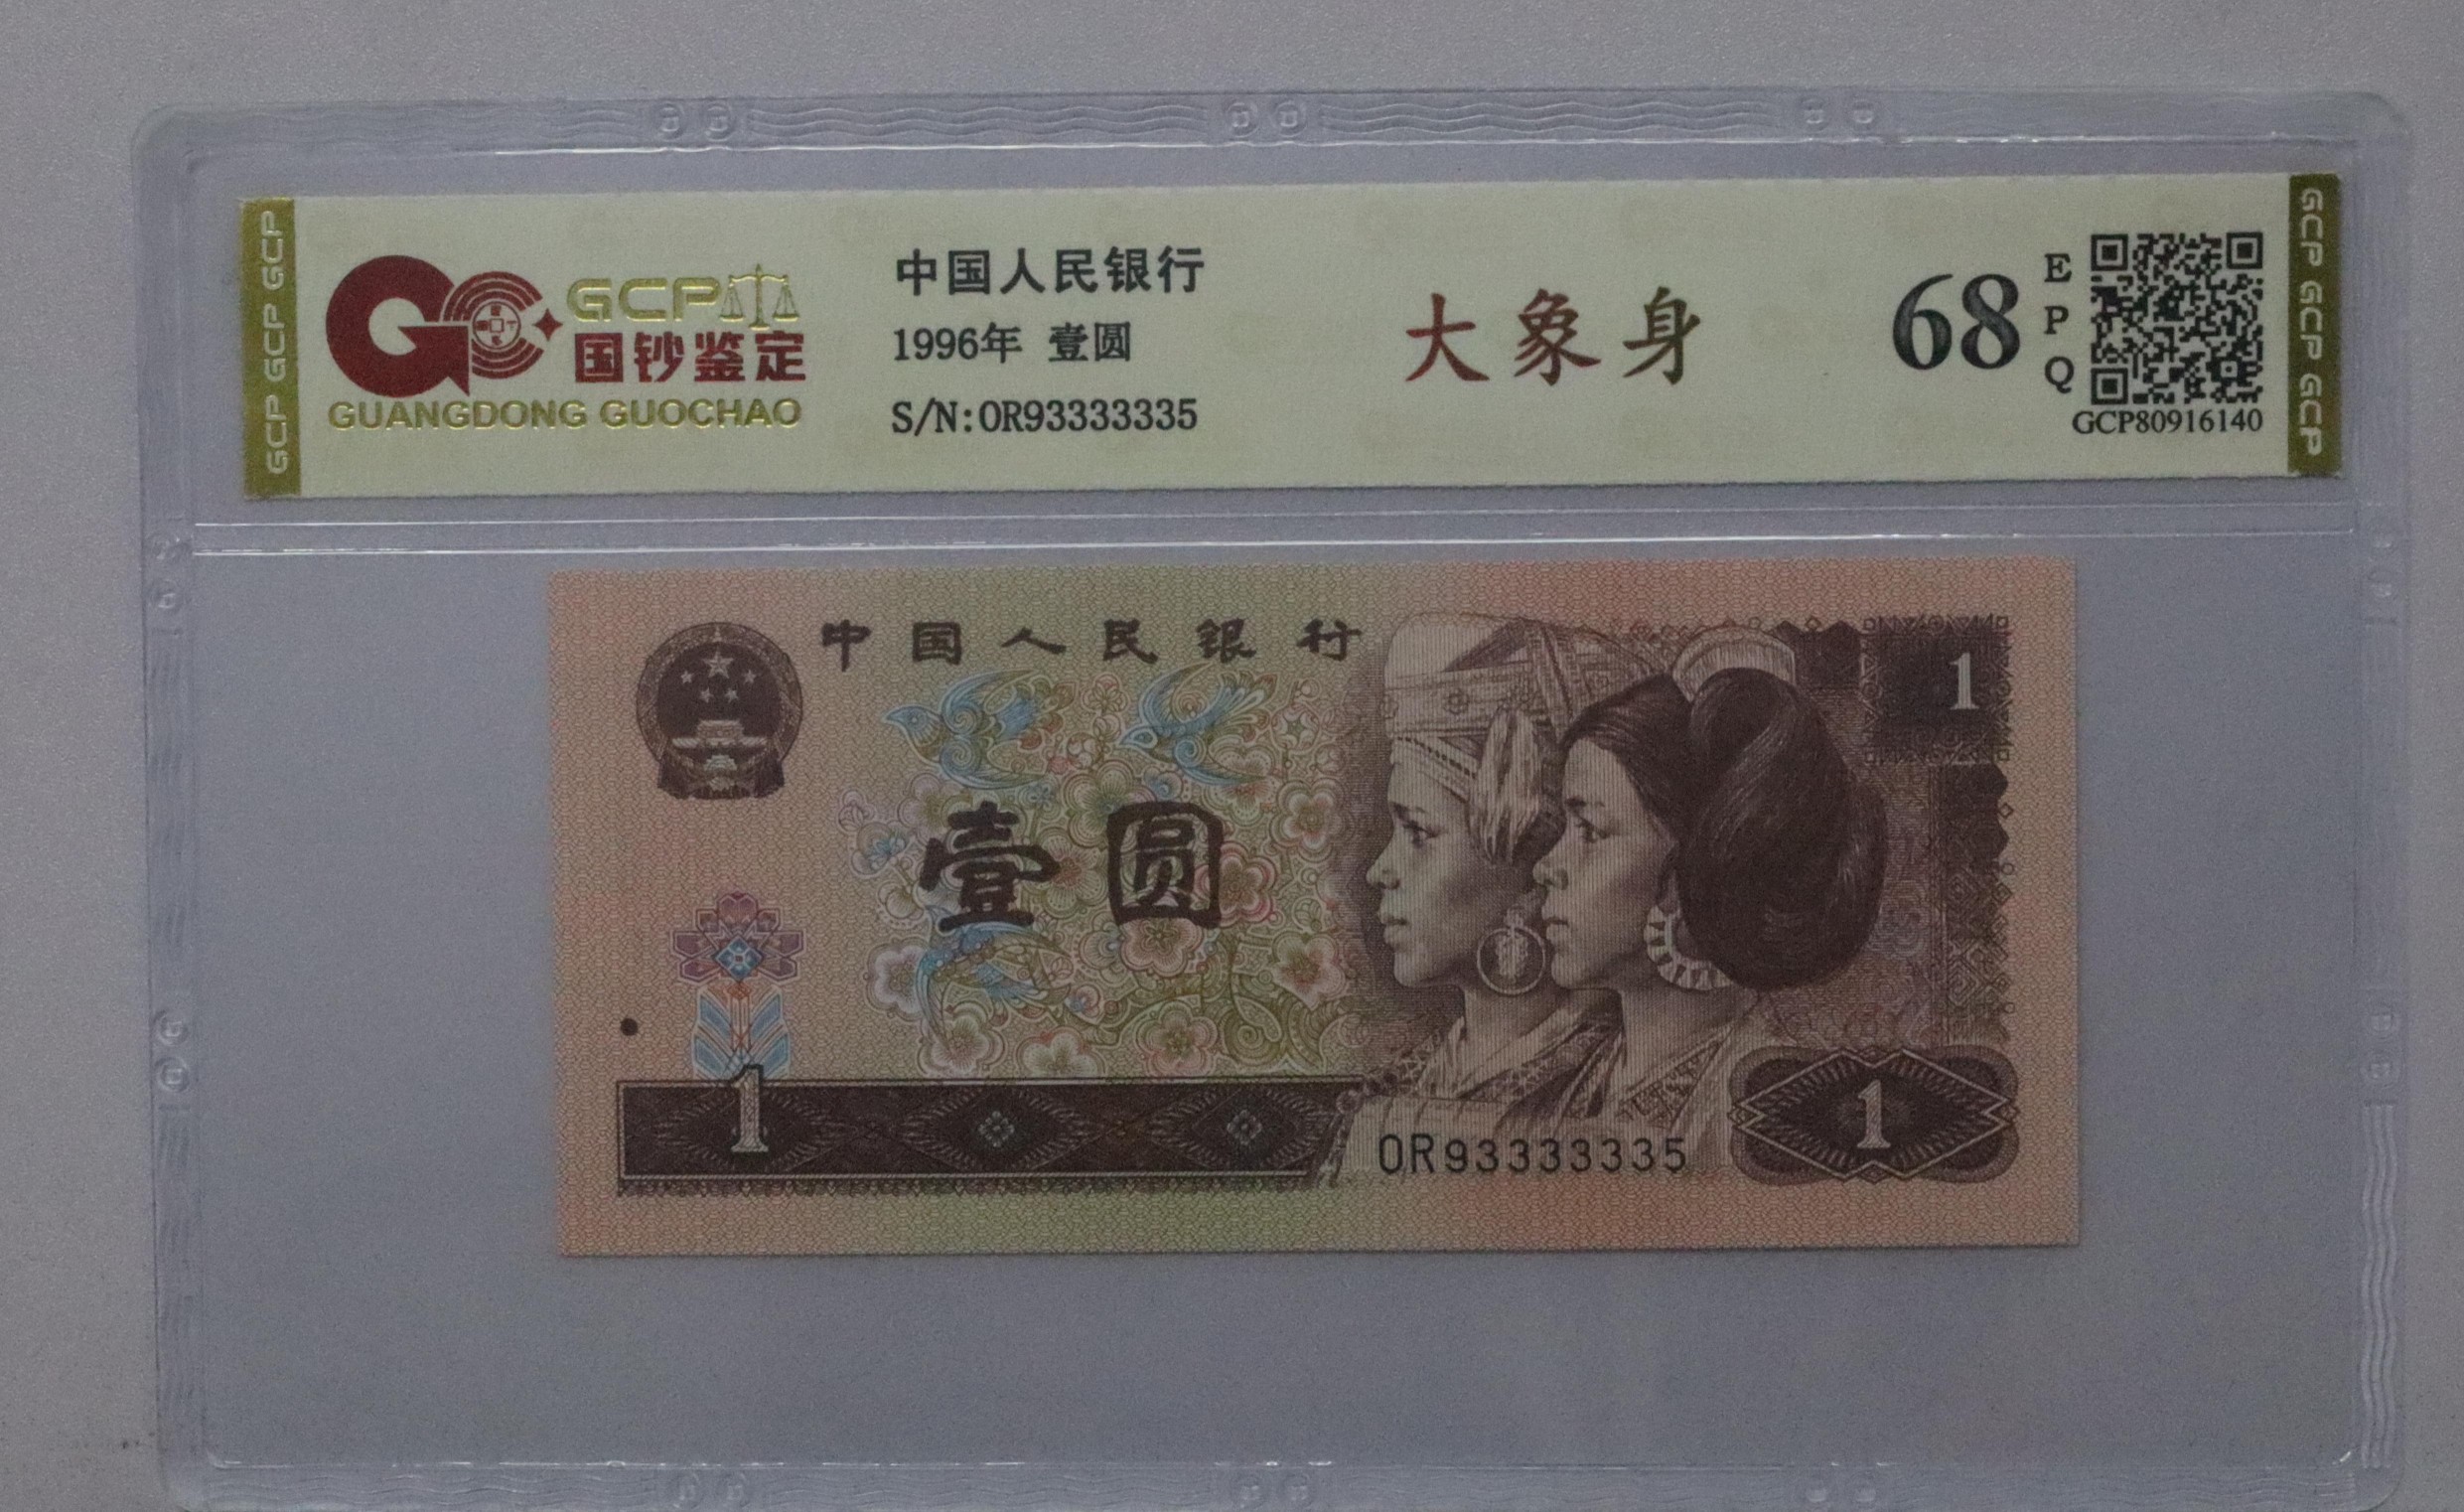 GCP GCP GCP
GCP
国钞鉴定
GUANGDONG GUOCHAO
中国人民银行
1996年 壹圆
S/N:OR93333335
大象身
68
E
P
Q
GCP80916140
GCP GCP GCP
中国人民银行
1
壹圆
1
OR93333335
1